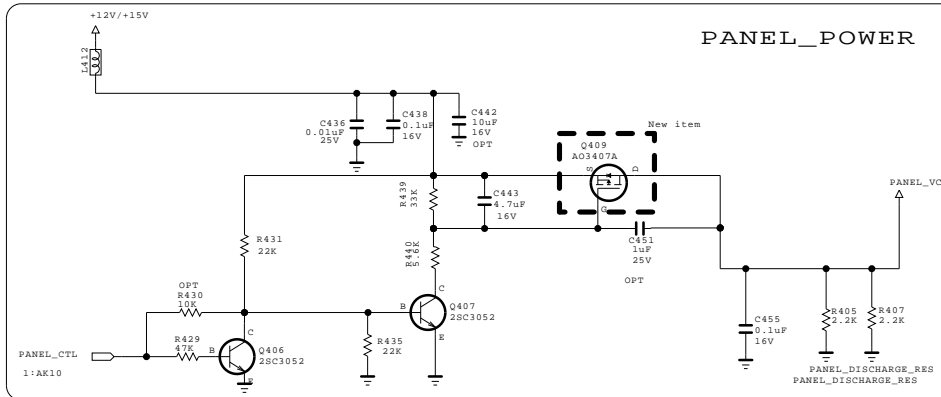 +12V/+15V
PANEL_POWER
L412
C436
0.01uF
25V
C438
0.1uF
16V
C442
10uF
16V
OPT
New item
Q409
AO3407A
S
D
G
PANEL_VC
R439
33K
C443
4.7uF
16V
R431
22K
R440
5.6K
C451
1uF
25V
OPT
OPT
R430
10K
C
B
Q407
2SC3052
E
R405
2.2K
R407
2.2K
C455
0.1uF
16V
R429
47K
C
B
Q406
2SC3052
E
R435
22K
PANEL_CTL
1:AK10
PANEL_DISCHARGE_RES
PANEL_DISCHARGE_RES